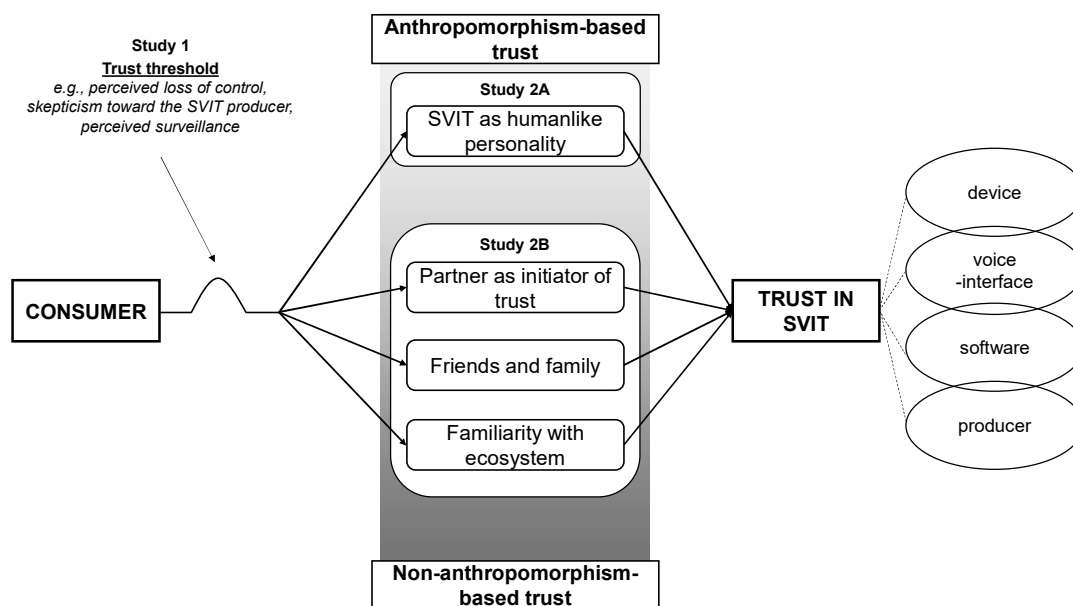 Study 1
Trust threshold
e.g., perceived loss of control,
skepticism toward the SVIT producer,
perceived surveillance
CONSUMER
Anthropomorphism-based
trust
Study 2A
SVIT as humanlike
personality
Study 2B
Partner as initiator of
trust
Friends and family
Familiarity with
ecosystem
Non-anthropomorphism-
based trust
TRUST IN
SVIT
device
voice
-interface
software
producer